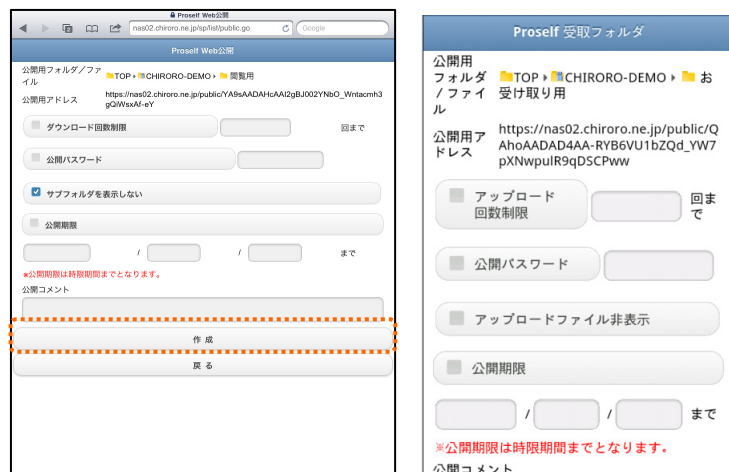 Proself Web公開
nas02.chiroro.ne.jp/sp/list/public.go
Google
Proself Web公開
公開用フォルダ／ファ
イル
TOP CHIRORO-DEMO 閲覧用
公開用アドレス
https://nas02.chiroro.ne.jp/public/YA9sAADAHcAAI2gBJ002YNbO_Wntacmh3
gQiWsxAf-eY
ダウンロード回数制限
回まで
公開パスワード
サブフォルダを表示しない
公開期限
/ / まで
※公開期限は時限期間までとなります。
公開コメント
作 成
戻 る
Proself 受取フォルダ
公開用
フォルダ
/ファイ
ル
TOP CHIRORO-DEMO お
受け取り用
公開用ア
ドレス
https://nas02.chiroro.ne.jp/public/Q
AhoAADAD4AA-RYB6VU1bZQd_YW7
pXNwpulR9qDSCPww
アップロード
回数制限
回ま
で
公開パスワード
アップロードファイル非表示
公開期限
/ / まで
※公開期限は時限期間までとなります。
公開コメント